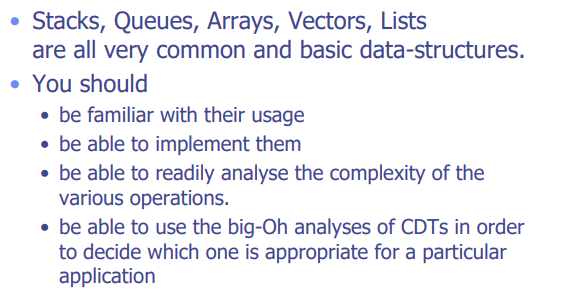 • Stacks, Queues, Arrays, Vectors, Lists
are all very common and basic data-structures.
• You should
• be familiar with their usage
• be able to implement them
• be able to readily analyse the complexity of the
various operations.
• be able to use the big-Oh analyses of CDTs in order
to decide which one is appropriate for a particular
application